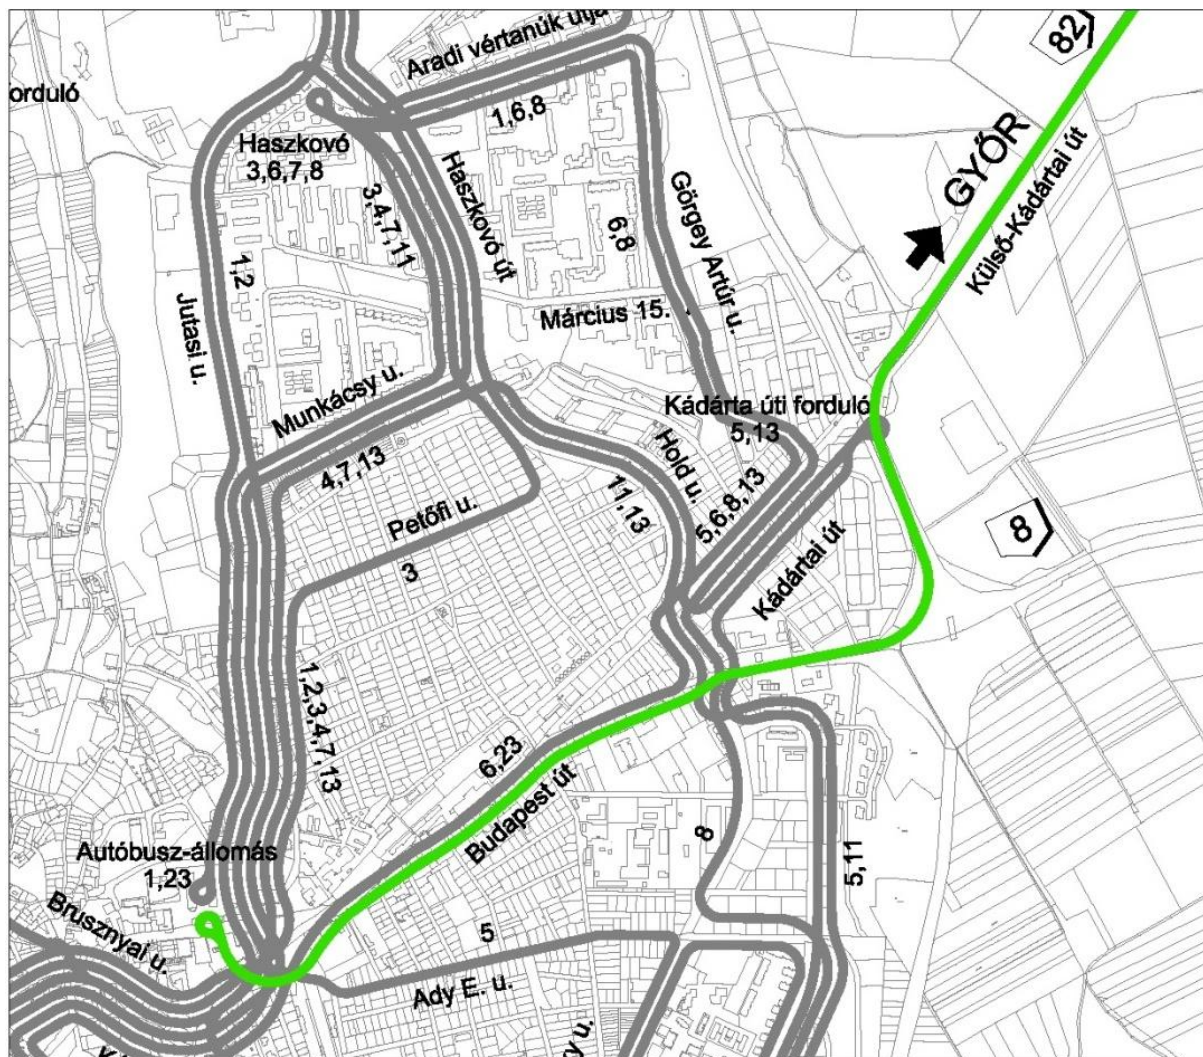 Aradi vértanúk útja
82
orduló
1,6,8
Haszkovó
3,6,7,8
GYŐR
Haszkovó út
3,4,7,11
Görgey Artúr u.
6,8
Külső-Kádártai út
1,2
Jutasi u.
Március 15.
Munkácsy u.
Kádárta úti forduló
5,13
4,7,13
Hold u.
11,13
5,6,8,13
Petőfi u.
3
8
Kádártai út
1,2,3,4,7,13
6,23
Budapest út
8
5,11
Autóbusz-állomás
1,23
Brusznyai u.
5
Ady E. u.
y u.